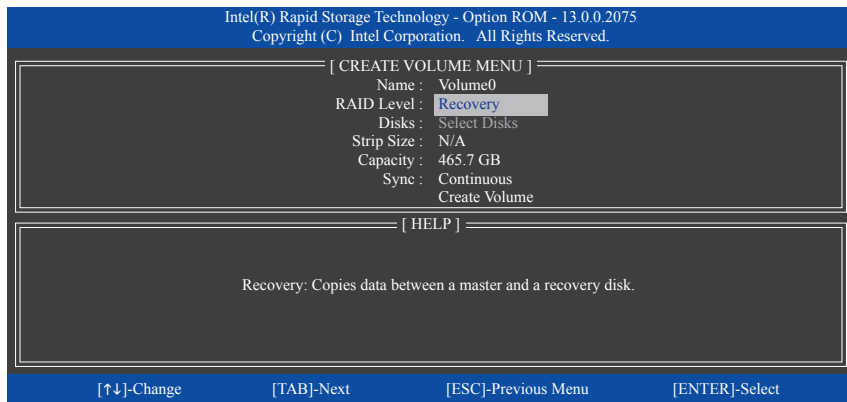 Intel(R) Rapid Storage Technology - Option ROM - 13.0.0.2075
Copyright (C) Intel Corporation. All Rights Reserved.
[ CREATE VOLUME MENU ]
Name : Volume0
RAID Level : Recovery
Disks : Select Disks
Strip Size : N/A
Capacity : 465.7 GB
Sync : Continuous
Create Volume
[ HELP ]
Recovery: Copies data between a master and a recovery disk.
[↑↓]-Change [TAB]-Next [ESC]-Previous Menu [ENTER]-Select